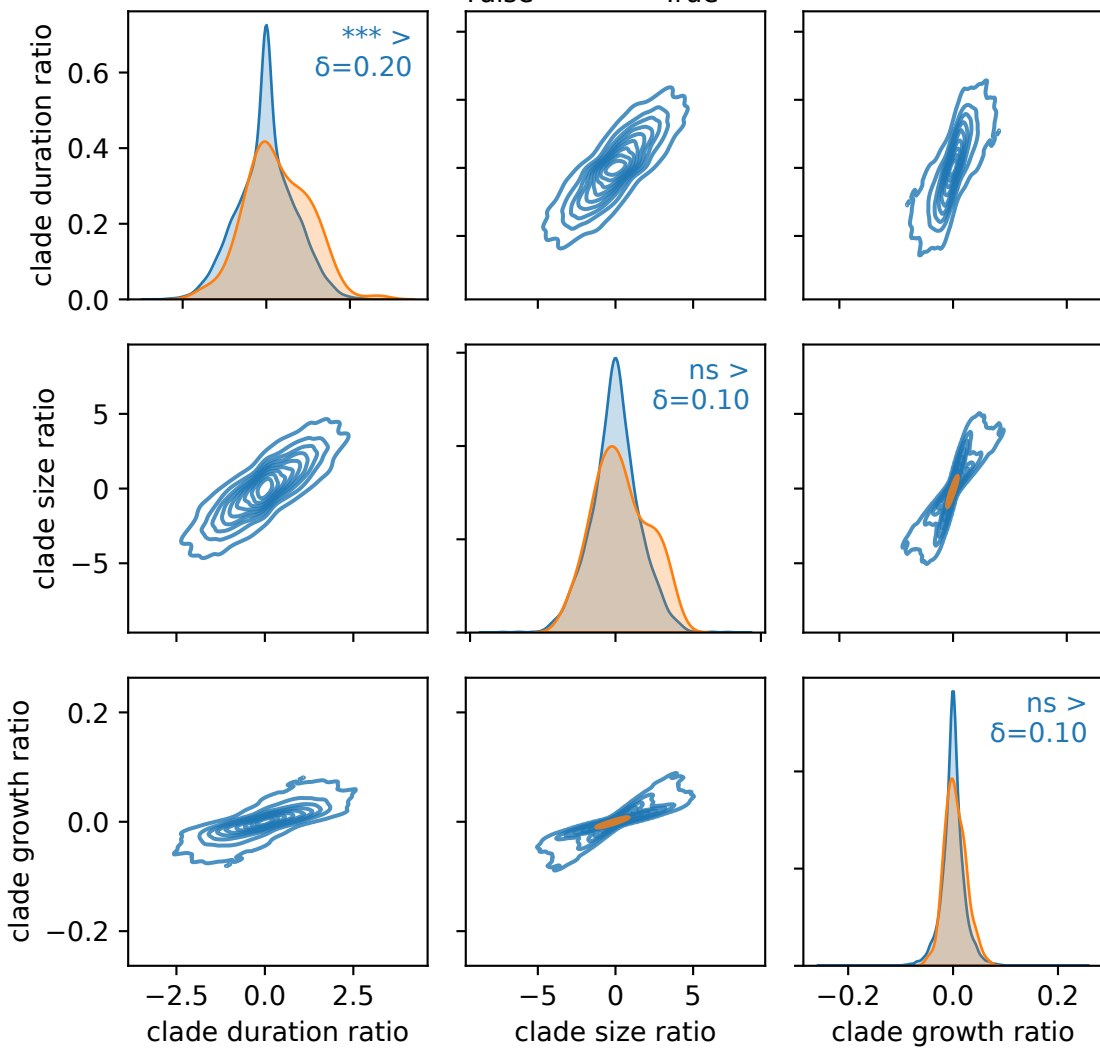 True
clade duration ratio
0.6
0.4
0.2
0.0
*** >
δ=0.20
clade size ratio
5
0
−5
ns >
δ=0.10
clade growth ratio
0.2
0.0
−0.2
ns >
δ=0.10
−2.5 0.0 2.5
−5 0 5
−0.2 0.0 0.2
clade duration ratio
clade size ratio
clade growth ratio